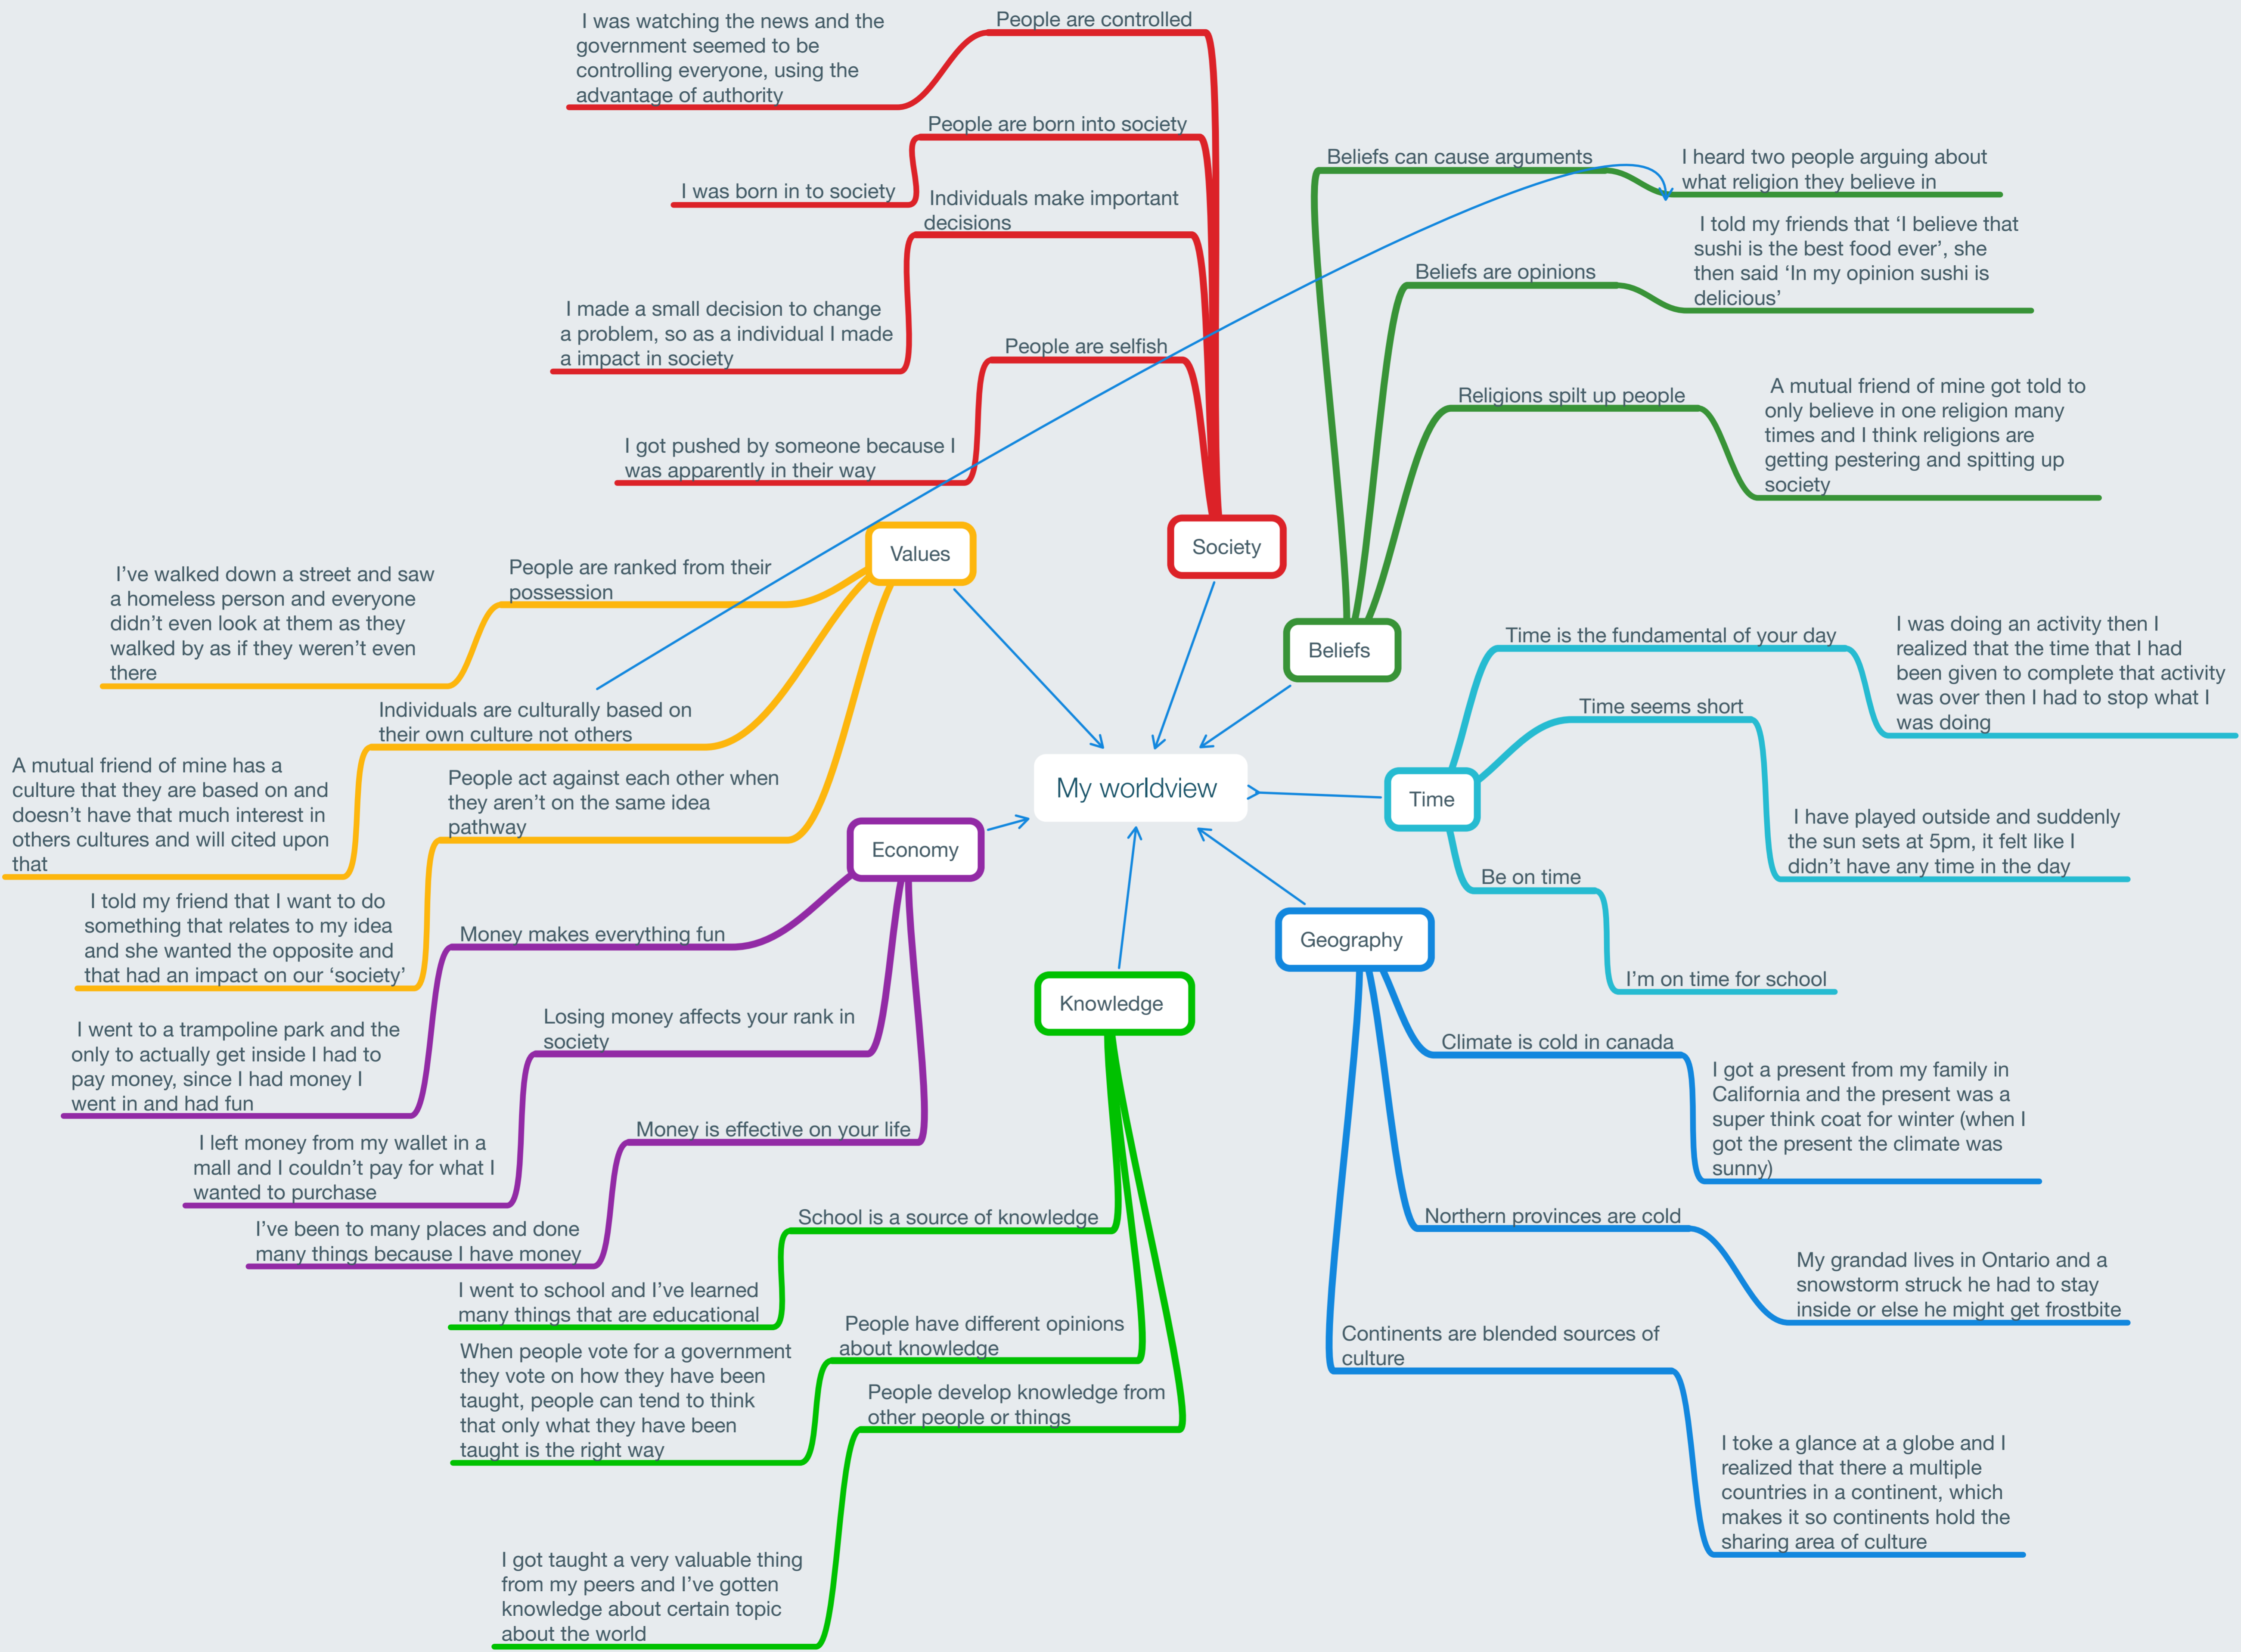 My worldview
Society
People are controlled
I was watching the news and the
government seemed to be
controlling everyone, using the
advantage of authority
People are born into society
I was born in to society
Individuals make important
decisions
I made a small decision to change
a problem, so as a individual I made
a impact in society
People are selfish
I got pushed by someone because I
was apparently in their way
Beliefs
Beliefs can cause arguments
I heard two people arguing about
what religion they believe in
Beliefs are opinions
I told my friends that ‘I believe that
sushi is the best food ever’, she
then said ‘In my opinion sushi is
delicious’
Religions spilt up people
A mutual friend of mine got told to
only believe in one religion many
times and I think religions are
getting pestering and spitting up
society
Time
Time is the fundamental of your day
I was doing an activity then I
realized that the time that I had
been given to complete that activity
was over then I had to stop what I
was doing
Time seems short
I have played outside and suddenly
the sun sets at 5pm, it felt like I
didn’t have any time in the day
Be on time
I’m on time for school
Geography
Climate is cold in canada
I got a present from my family in
California and the present was a
super think coat for winter (when I
got the present the climate was
sunny)
Northern provinces are cold
My grandad lives in Ontario and a
snowstorm struck he had to stay
inside or else he might get frostbite
Continents are blended sources of
culture
I toke a glance at a globe and I
realized that there a multiple
countries in a continent, which
makes it so continents hold the
sharing area of culture
Knowledge
School is a source of knowledge
I went to school and I’ve learned
many things that are educational
People have different opinions
about knowledge
When people vote for a government
they vote on how they have been
taught, people can tend to think
that only what they have been
taught is the right way
People develop knowledge from
other people or things
I got taught a very valuable thing
from my peers and I’ve gotten
knowledge about certain topic
about the world
Economy
Money makes everything fun
I went to a trampoline park and the
only to actually get inside I had to
pay money, since I had money I
went in and had fun
Losing money affects your rank in
society
I left money from my wallet in a
mall and I couldn’t pay for what I
wanted to purchase
Money is effective on your life
I’ve been to many places and done
many things because I have money
Values
People are ranked from their
possession
I’ve walked down a street and saw
a homeless person and everyone
didn’t even look at them as they
walked by as if they weren’t even
there
Individuals are culturally based on
their own culture not others
A mutual friend of mine has a
culture that they are based on and
doesn’t have that much interest in
others cultures and will cited upon
that
People act against each other when
they aren’t on the same idea
pathway
I told my friend that I want to do
something that relates to my idea
and she wanted the opposite and
that had an impact on our ‘society’